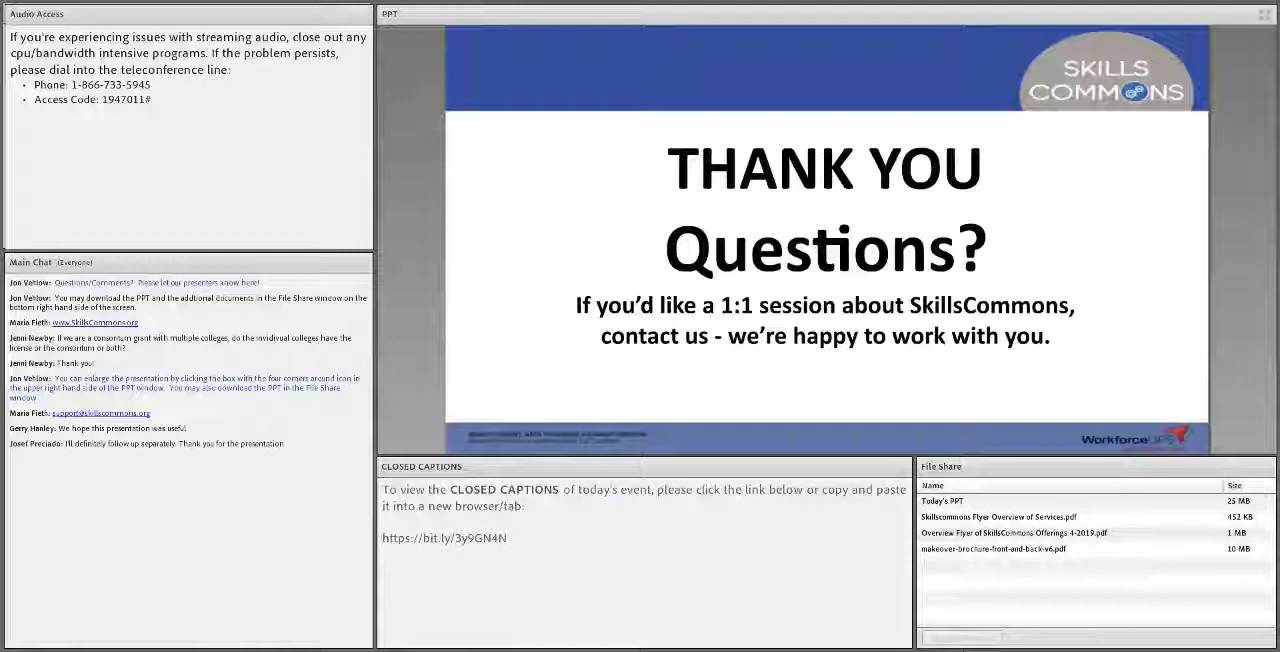 Audio Access
If you're experiencing issues with streaming audio, close out any
cpu/bandwidth intensive programs. If the problem persists,
please dial into the teleconference line:
• Phone: 1-866-733-5945
• Access Code: 1947011#
Main Chat (Everyone)
Jon Vehlow: Questions/Comments? Please let our presenters know here!
Jon Vehlow: You may download the PPT and the addtional documents in the File Share window on the
bottom right hand side of the screen.
Maria Fieth: www.SkillsCommons.org
Jenni Newby: If we are a consortum grant with multiple colleges, do the invidivual colleges have the
license or the consortium or both?
Jenni Newby: Thank you!
Jon Vehlow: You can enlarge the presentation by clicking the box with the four corners around icon in
the upper right hand side of the PPT window. You may also download the PPT in the File Share
window
Maria Fieth: support@skillscommons.org
Gerry Hanley: We hope this presentation was useful
Josef Preciado: I'll definitely follow up separately. Thank you for the presentation
PPT
SKILLS
COMMONS
THANK YOU
Questions?
If you'd like a 1:1 session about SkillsCommons,
contact us - we're happy to work with you.
WorkforceGPS
CLOSED CAPTIONS
To view the CLOSED CAPTIONS of today's event, please click the link below or copy and paste
it into a new browser/tab:
https://bit.ly/3y9GN4N
File Share
Name Size
Today's PPT 25 MB
Skillscommons Flyer Overview of Services.pdf 452 KB
Overview Flyer of SkillsCommons Offerings 4-2019.pdf 1 MB
makeover-brochure-front-and-back-v6.pdf 10 MB